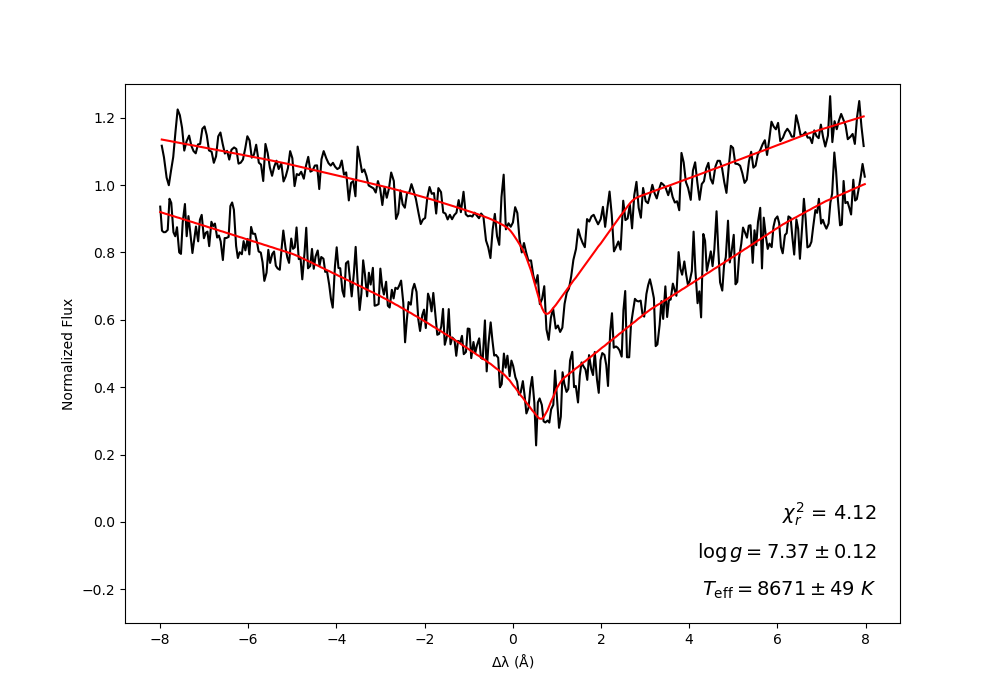 1.2
1.0
0.8
0.6
0.4
0.2
0.0
−0.2
Normalized Flux
χ²ᵣ = 4.12
log g = 7.37 ± 0.12
T_eff = 8671 ± 49 K
−8 −6 −4 −2 0 2 4 6 8
Δλ (Å)